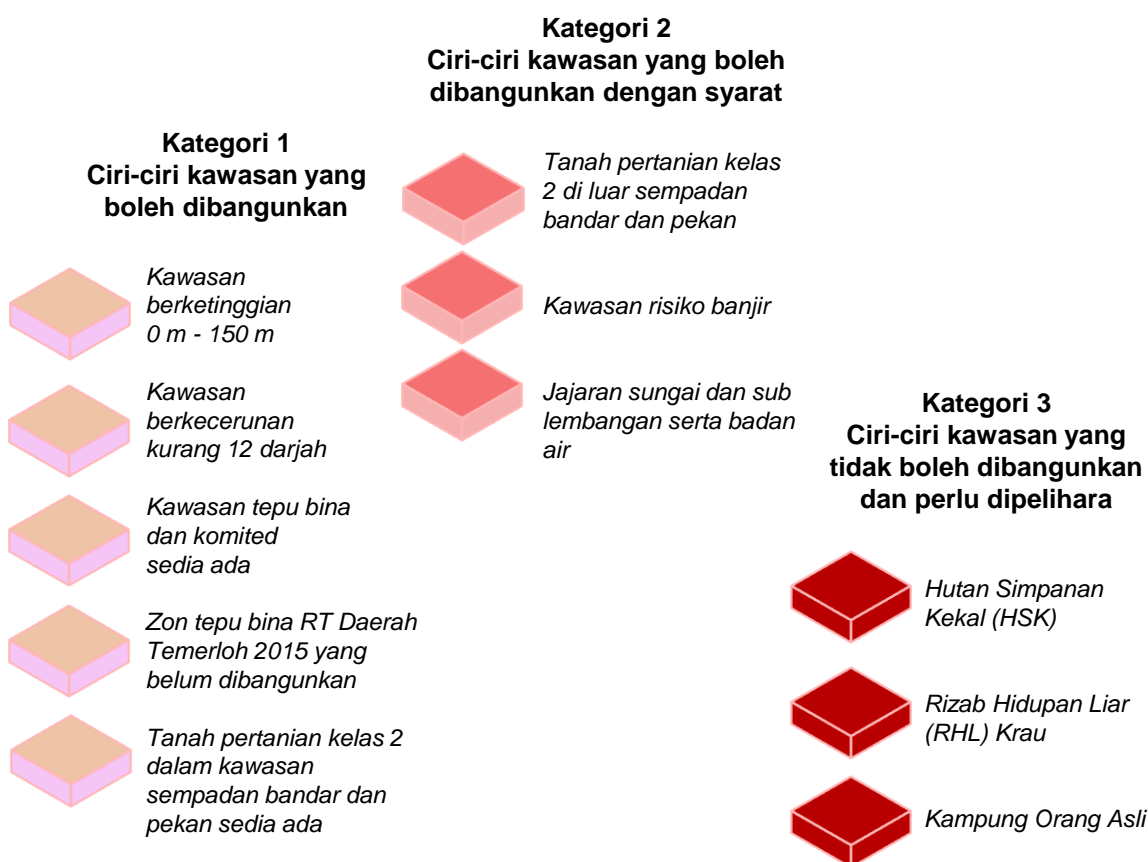 Kategori 2
Ciri-ciri kawasan yang boleh
dibangunkan dengan syarat
Tanah pertanian kelas
2 di luar sempadan
bandar dan pekan
Kawasan risiko banjir
Jajaran sungai dan sub
lembangan serta badan
air
Kategori 1
Ciri-ciri kawasan yang
boleh dibangunkan
Kawasan
berketinggian
0 m - 150 m
Kawasan
berkecerunan
kurang 12 darjah
Kawasan tepu bina
dan komited
sedia ada
Zon tepu bina RT Daerah
Temerloh 2015 yang
belum dibangunkan
Tanah pertanian kelas 2
dalam kawasan
sempadan bandar dan
pekan sedia ada
Kategori 3
Ciri-ciri kawasan yang
tidak boleh dibangunkan
dan perlu dipelihara
Hutan Simpanan
Kekal (HSK)
Rizab Hidupan Liar
(RHL) Krau
Kampung Orang Asli